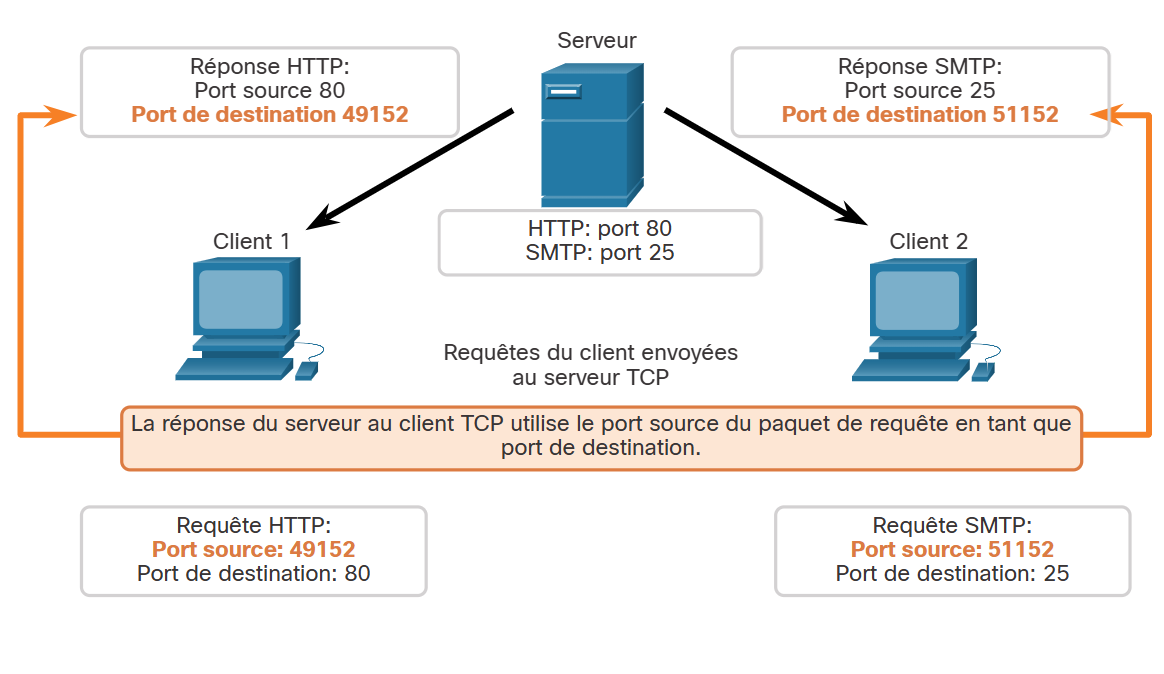 Serveur
Réponse HTTP:
Port source 80
Port de destination 49152
Réponse SMTP:
Port source 25
Port de destination 51152
HTTP: port 80
SMTP: port 25
Client 1
Client 2
Requêtes du client envoyées
au serveur TCP
La réponse du serveur au client TCP utilise le port source du paquet de requête en tant que
port de destination.
Requête HTTP:
Port source: 49152
Port de destination: 80
Requête SMTP:
Port source: 51152
Port de destination: 25